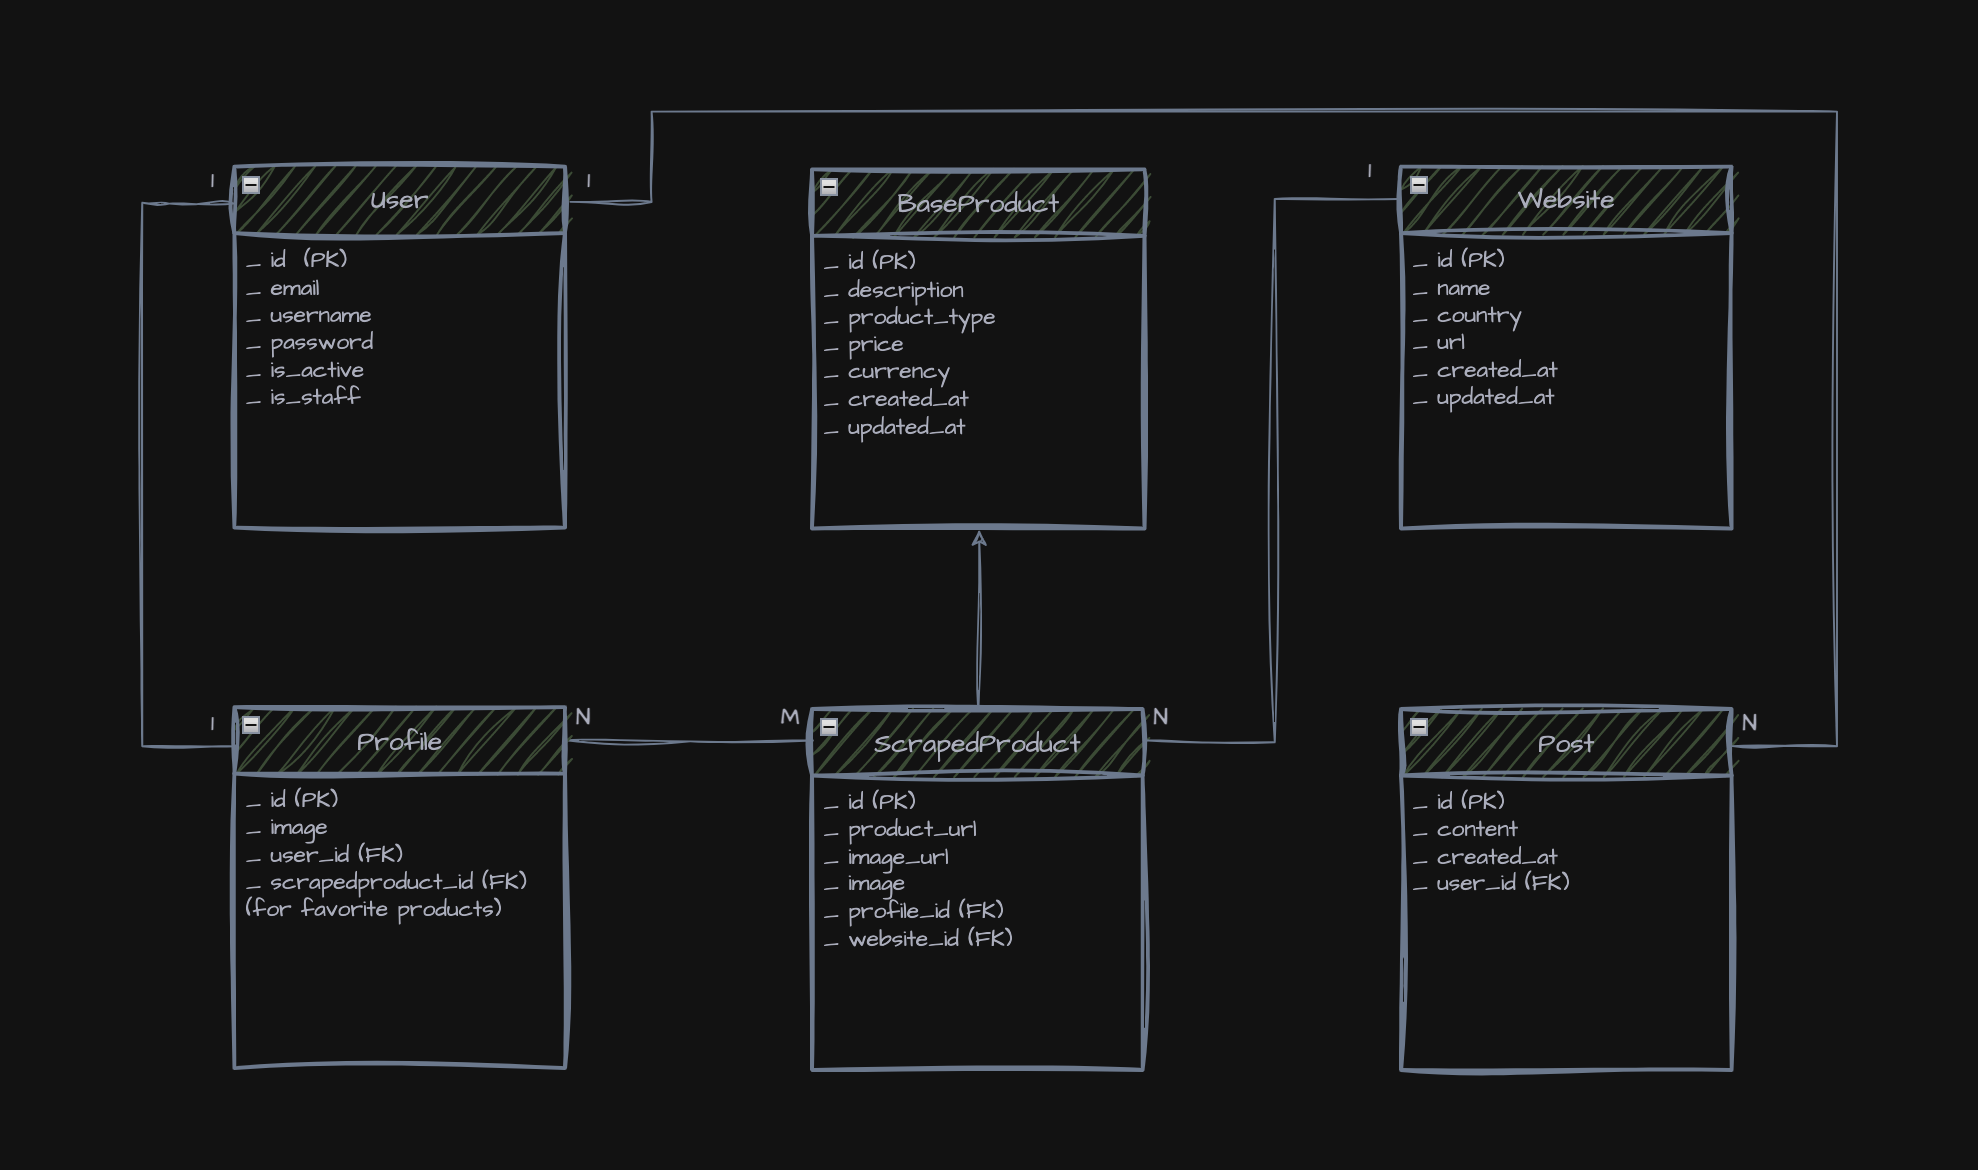 1
1
User
_ id (PK)
_ email
_ username
_ password
_ is_active
_ is_staff
BaseProduct
_ id (PK)
_ description
_ product_type
_ price
_ currency
_ created_at
_ updated_at
1
Website
_ id (PK)
_ name
_ country
_ url
_ created_at
_ updated_at
1
N
Profile
_ id (PK)
_ image
_ user_id (FK)
_ scrapedproduct_id (FK)
(for favorite products)
M
N
ScrapedProduct
_ id (PK)
_ product_url
_ image_url
_ image
_ profile_id (FK)
_ website_id (FK)
N
Post
_ id (PK)
_ content
_ created_at
_ user_id (FK)